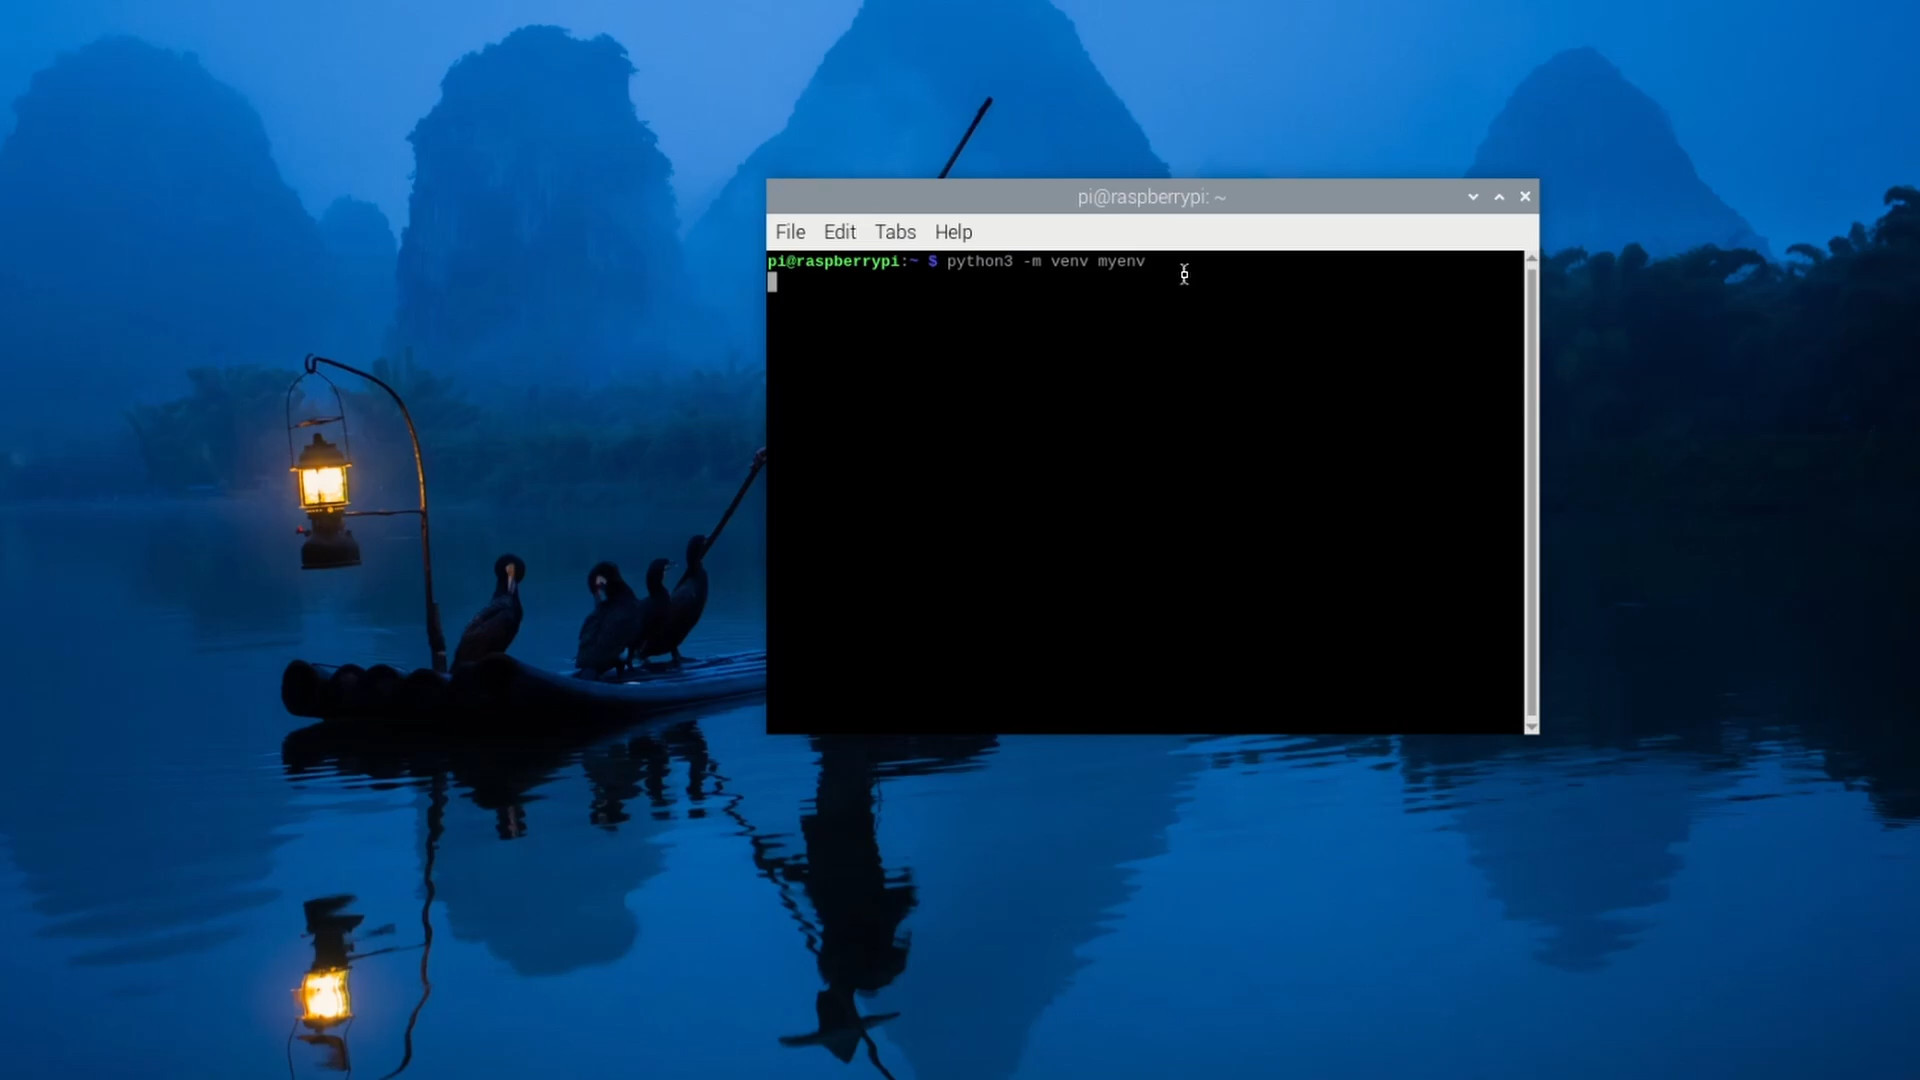 pi@raspberrypi: ~
File Edit Tabs Help
pi@raspberrypi:~ $ python3 -m venv myenv